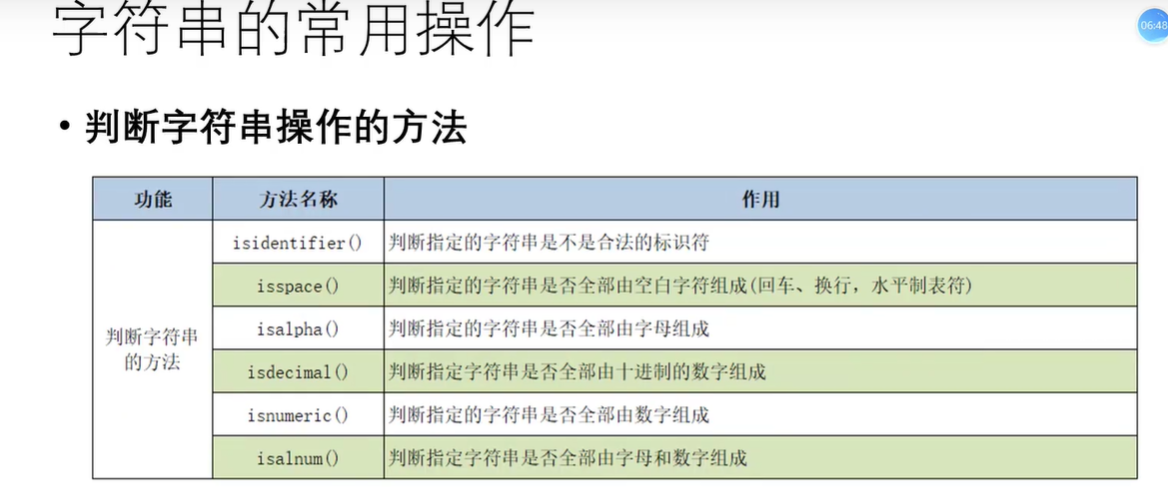 字符串的常用操作
06:48
• 判断字符串操作的方法
功能 方法名称 作用
判断字符串
的方法
isidentifier() 判断指定的字符串是不是合法的标识符
isspace() 判断指定的字符串是否全部由空白字符组成(回车、换行，水平制表符)
isalpha() 判断指定的字符串是否全部由字母组成
isdecimal() 判断指定字符串是否全部由十进制的数字组成
isnumeric() 判断指定的字符串是否全部由数字组成
isalnum() 判断指定字符串是否全部由字母和数字组成